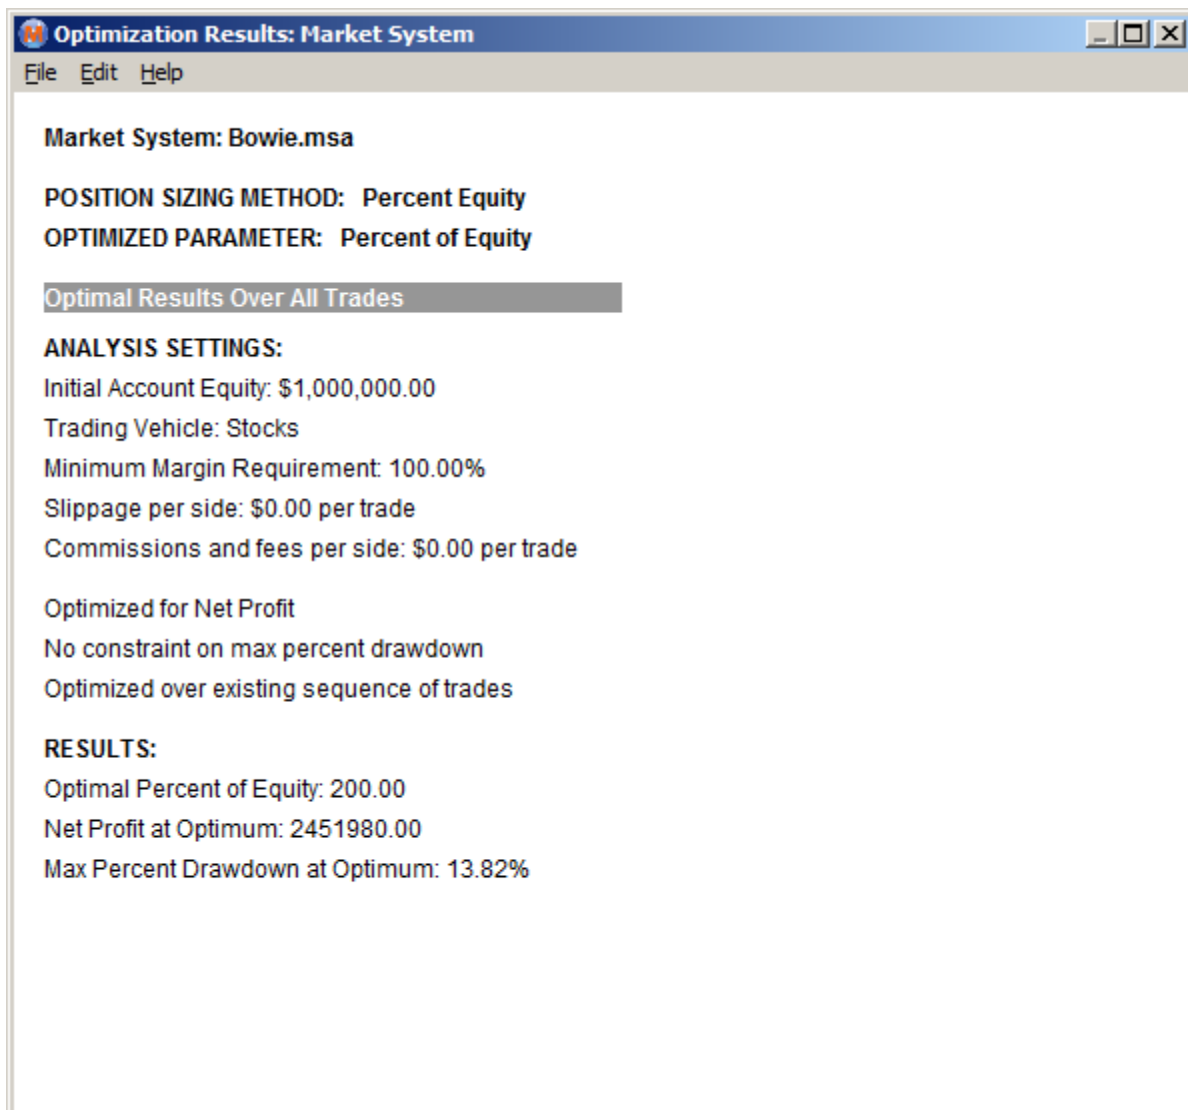 Optimization Results: Market System
File Edit Help
Market System: Bowie.msa
POSITION SIZING METHOD: Percent Equity
OPTIMIZED PARAMETER: Percent of Equity
Optimal Results Over All Trades
ANALYSIS SETTINGS:
Initial Account Equity: $1,000,000.00
Trading Vehicle: Stocks
Minimum Margin Requirement: 100.00%
Slippage per side: $0.00 per trade
Commissions and fees per side: $0.00 per trade
Optimized for Net Profit
No constraint on max percent drawdown
Optimized over existing sequence of trades
RESULTS:
Optimal Percent of Equity: 200.00
Net Profit at Optimum: 2451980.00
Max Percent Drawdown at Optimum: 13.82%